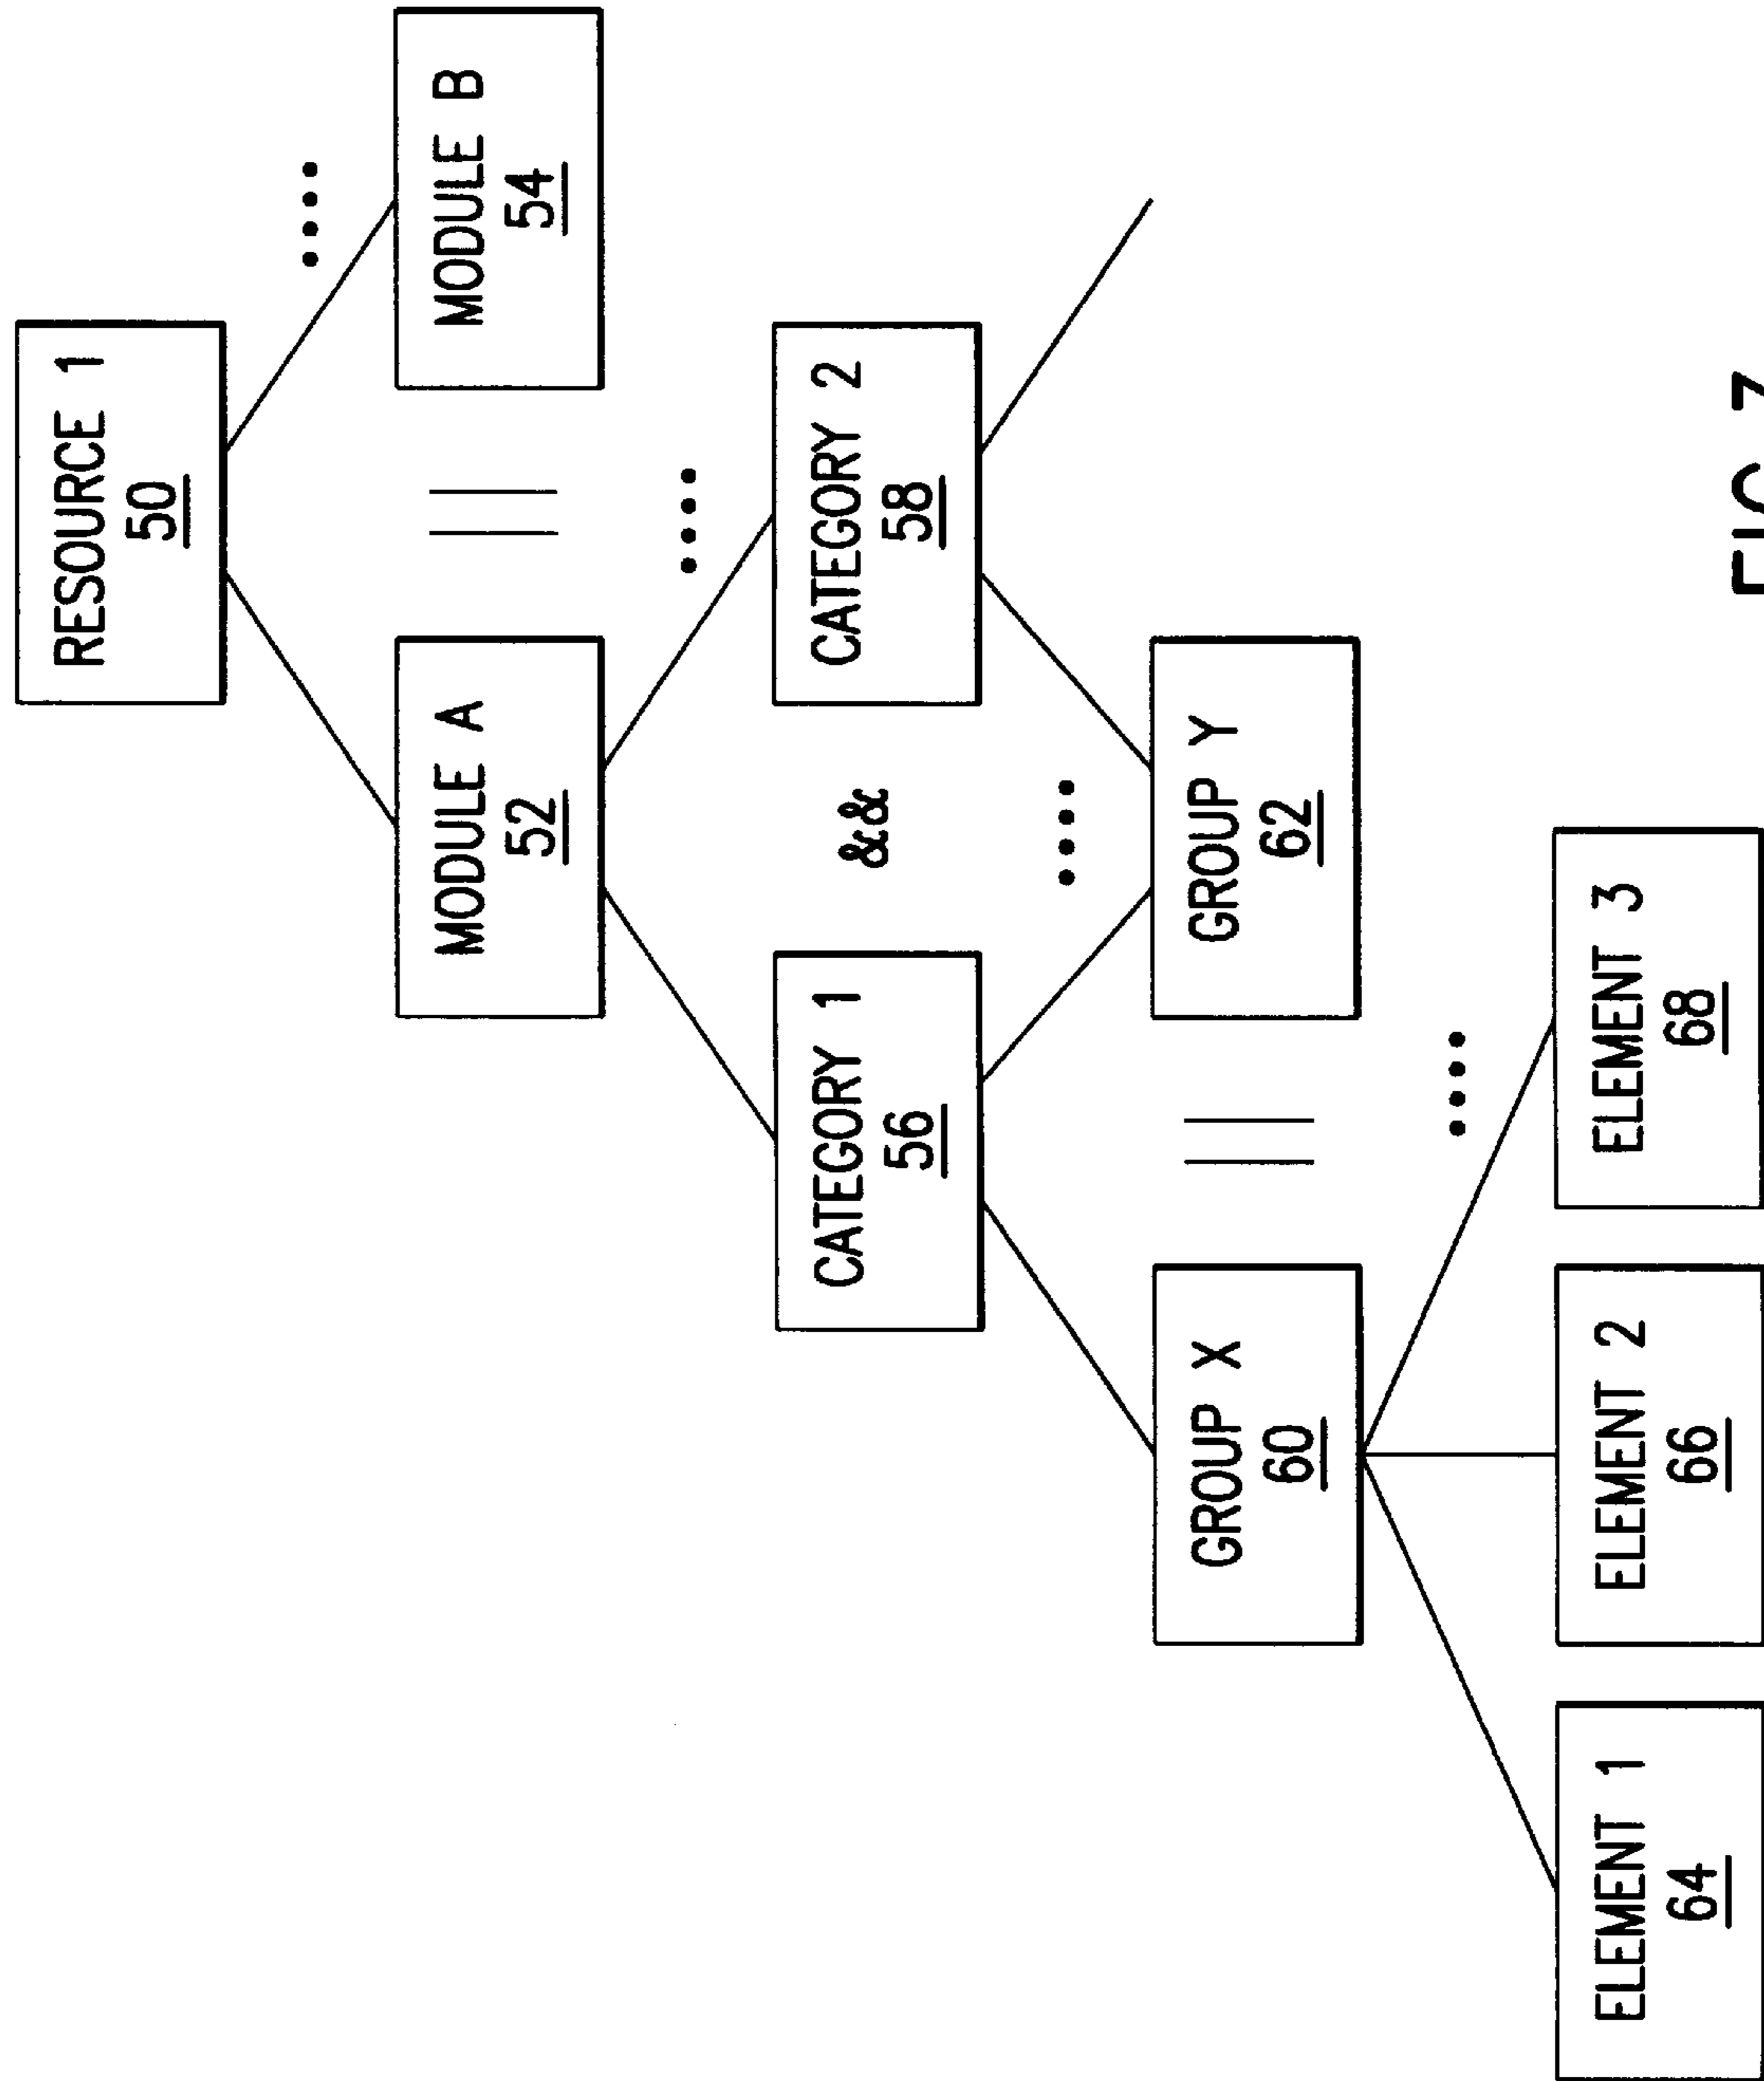 RESOURCE 1
50
....
MODULE A
52
||
MODULE B
54
....
CATEGORY 1
56
&&
CATEGORY 2
58
....
GROUP X
60
||
GROUP Y
62
....
ELEMENT 1
64
ELEMENT 2
66
ELEMENT 3
68
FIG